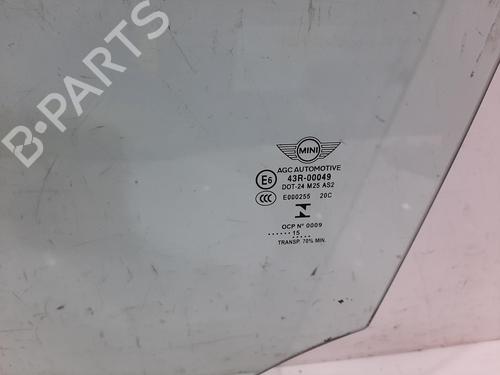 B-PARTS
MINI
AGC AUTOMOTIVE
E6 43R-00049
DOT-24 M25 AS2
CCC E000255 20C
OCP N° 0009
...... 15 .....
TRANSP. 70% MIN.